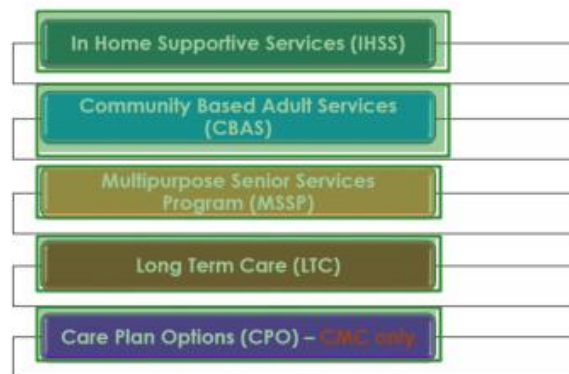 In Home Supportive Services (IHSS)
Community Based Adult Services
(CBAS)
Multipurpose Senior Services
Program (MSSP)
Long Term Care (LTC)
Care Plan Options (CPO) – CMC only